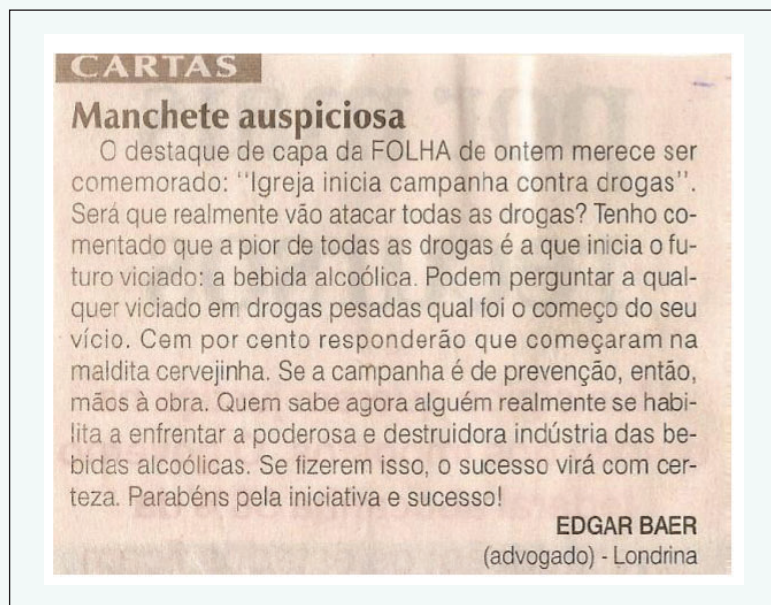 CARTAS
Manchete auspiciosa
O destaque de capa da FOLHA de ontem merece ser
comemorado: "Igreja inicia campanha contra drogas".
Será que realmente vão atacar todas as drogas? Tenho co-
mentado que a pior de todas as drogas é a que inicia o fu-
turo viciado: a bebida alcoólica. Podem perguntar a qual-
quer viciado em drogas pesadas qual foi o começo do seu
vício. Cem por cento responderão que começaram na
maldita cervejinha. Se a campanha é de prevenção, então,
mãos à obra. Quem sabe agora alguém realmente se habi-
lita a enfrentar a poderosa e destruidora indústria das be-
bidas alcoólicas. Se fizerem isso, o sucesso virá com cer-
teza. Parabéns pela iniciativa e sucesso!
EDGAR BAER
(advogado) - Londrina